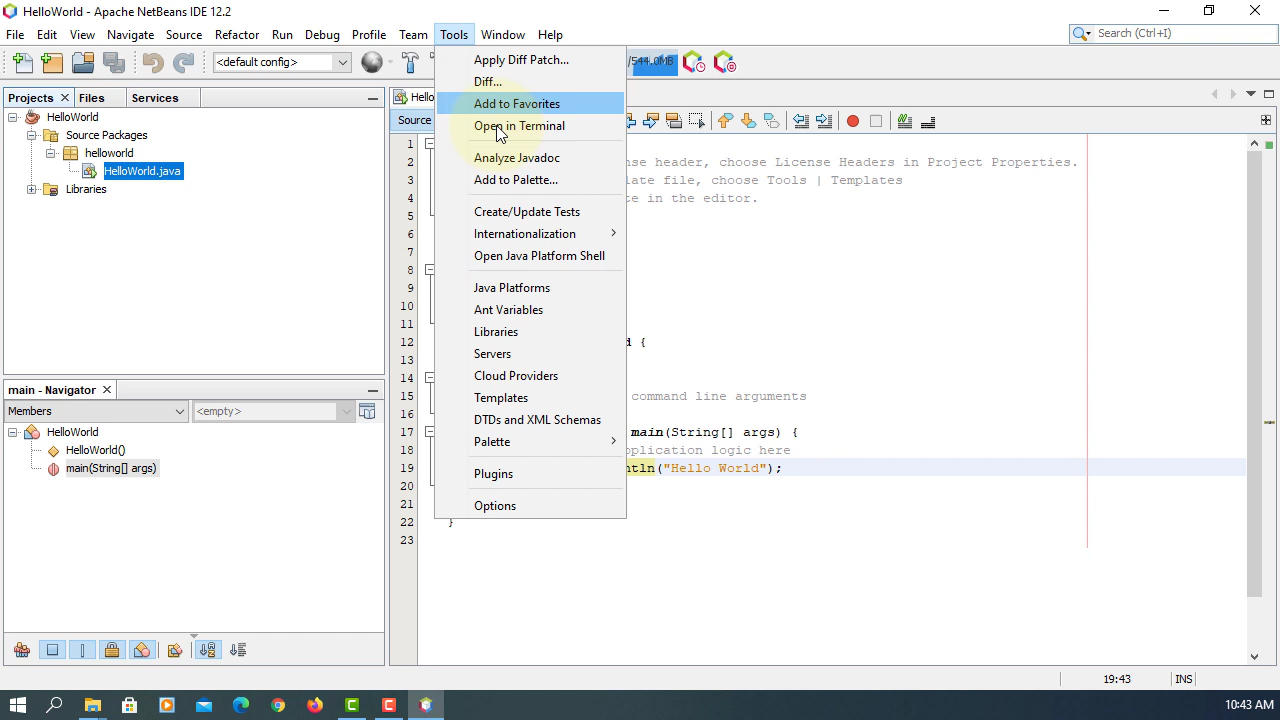 HelloWorld - Apache NetBeans IDE 12.2
File Edit View Navigate Source Refactor Run Debug Profile Team Tools Window Help
Search (Ctrl+I)
<default config>
/544.0MB
Projects Files Services
HelloWorld
Source Packages
helloworld
HelloWorld.java
Libraries
main - Navigator
Members <empty>
HelloWorld
HelloWorld()
main(String[] args)
Apply Diff Patch...
Diff...
Add to Favorites
Open in Terminal
Analyze Javadoc
Add to Palette...
Create/Update Tests
Internationalization
Open Java Platform Shell
Java Platforms
Ant Variables
Libraries
Servers
Cloud Providers
Templates
DTDs and XML Schemas
Palette
Plugins
Options
Hello
Source
1
2 nse header, choose License Headers in Project Properties.
3 late file, choose Tools | Templates
4 te in the editor.
5
6
7
8
9
10
11
12 d {
13
14
15 command line arguments
16
17 main(String[] args) {
18 pplication logic here
19 ntln("Hello World");
20
21
22 }
23
19:43 INS
10:43 AM